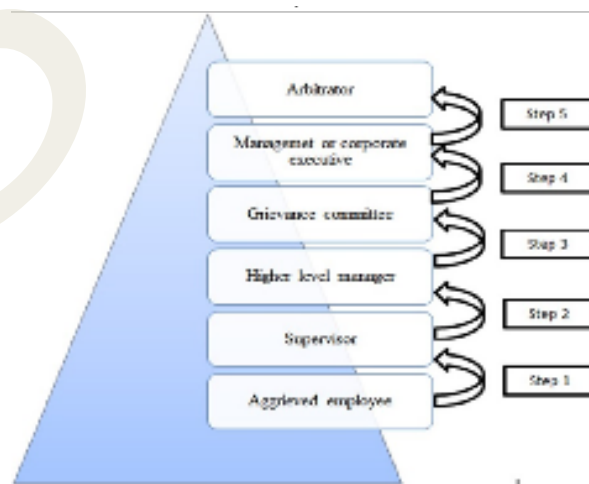 Arbitrator
Step 5
Managemet or corporate
executive
Step 4
Grievance committee
Step 3
Higher level manager
Step 2
Supervisor
Step 1
Aggrieved employee